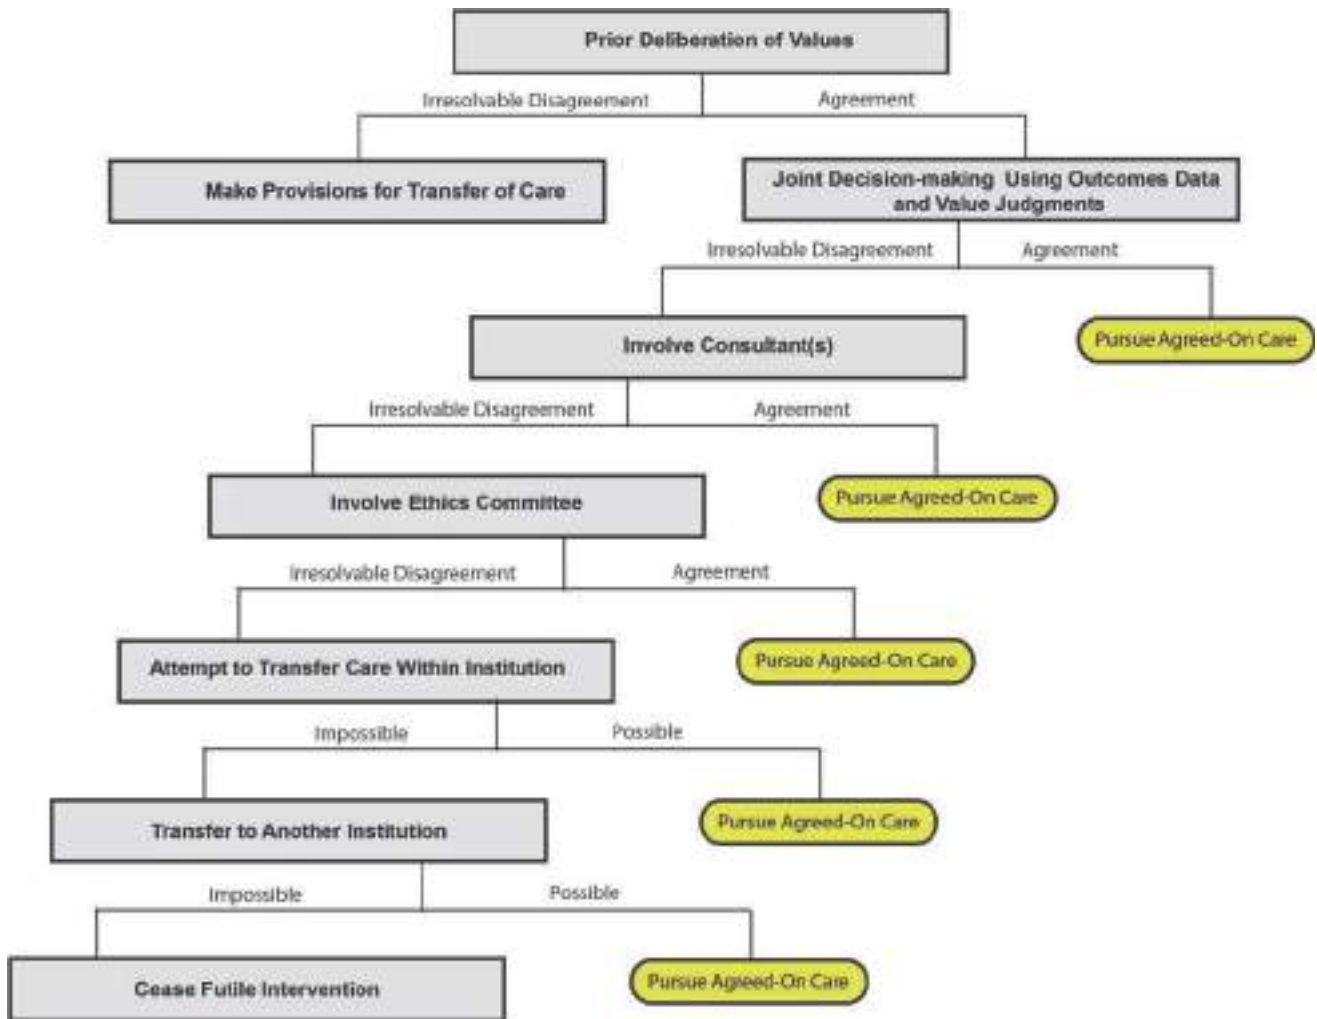 Prior Deliberation of Values
Irresolvable Disagreement
Agreement
Make Provisions for Transfer of Care
Joint Decision-making Using Outcomes Data
and Value Judgments
Irresolvable Disagreement
Agreement
Involve Consultant(s)
Pursue Agreed-On Care
Irresolvable Disagreement
Agreement
Involve Ethics Committee
Pursue Agreed-On Care
Irresolvable Disagreement
Agreement
Attempt to Transfer Care Within Institution
Pursue Agreed-On Care
Impossible
Possible
Transfer to Another Institution
Pursue Agreed-On Care
Impossible
Possible
Cease Futile Intervention
Pursue Agreed-On Care